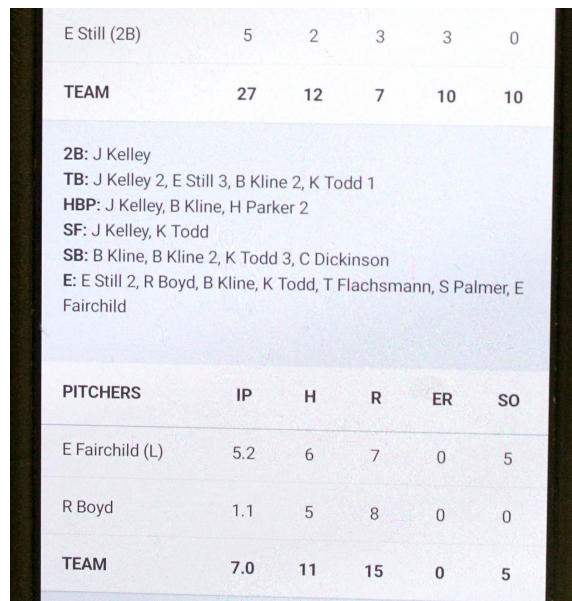 E Still (2B) 5 2 3 3 0
TEAM 27 12 7 10 10
2B: J Kelley
TB: J Kelley 2, E Still 3, B Kline 2, K Todd 1
HBP: J Kelley, B Kline, H Parker 2
SF: J Kelley, K Todd
SB: B Kline, B Kline 2, K Todd 3, C Dickinson
E: E Still 2, R Boyd, B Kline, K Todd, T Flachsmann, S Palmer, E
Fairchild
PITCHERS IP H R ER SO
E Fairchild (L) 5.2 6 7 0 5
R Boyd 1.1 5 8 0 0
TEAM 7.0 11 15 0 5